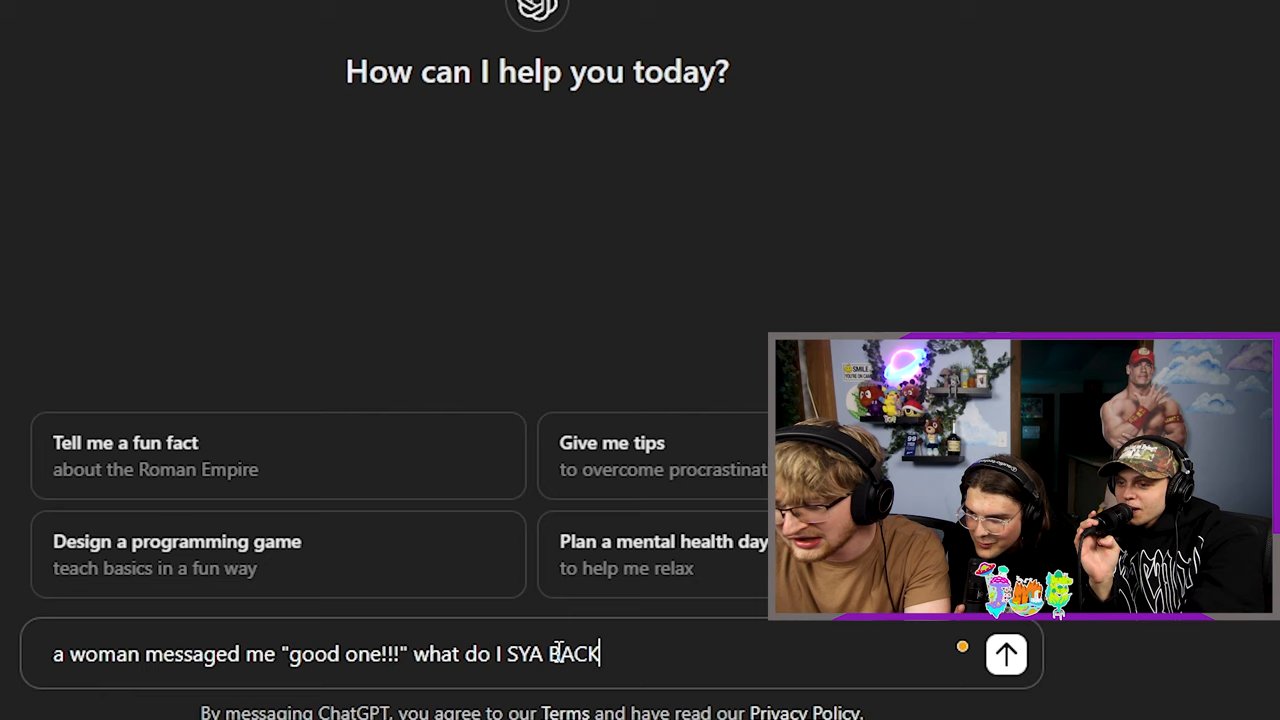 How can I help you today?
Tell me a fun fact
about the Roman Empire
Give me tips
to overcome procrastinat
Design a programming game
teach basics in a fun way
Plan a mental health day
to help me relax
SMILE
a woman messaged me "good one!!!" what do I SYA BACK
By messaging ChatGPT, you agree to our Terms and have read our Privacy Policy.